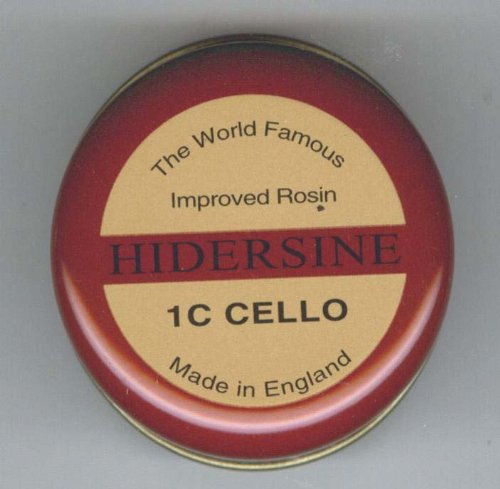 The World Famous
Improved Rosin
HIDERSINE
1C CELLO
Made in England